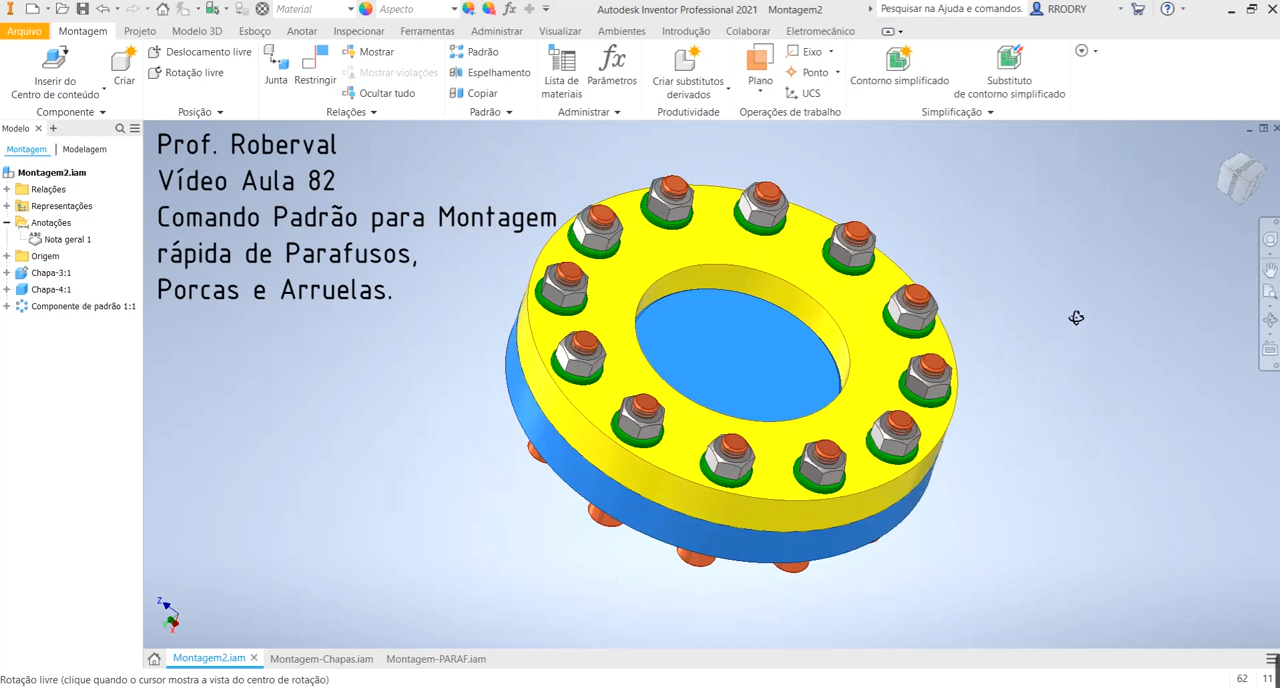 Material
Aspecto
Autodesk Inventor Professional 2021 Montagem2
Pesquisar na Ajuda e comandos.
RRODRY
Arquivo
Montagem
Projeto
Modelo 3D
Esboço
Anotar
Inspecionar
Ferramentas
Administrar
Visualizar
Ambientes
Introdução
Colaborar
Eletromecânico
Inserir do
Centro de conteúdo
Criar
Deslocamento livre
Rotação livre
Junta
Restringir
Mostrar
Mostrar violações
Ocultar tudo
Padrão
Espelhamento
Copiar
Lista de
materiais
Parâmetros
Criar substitutos
derivados
Plano
Eixo
Ponto
UCS
Contorno simplificado
Substituto
de contorno simplificado
Componente
Posição
Relações
Padrão
Administrar
Produtividade
Operações de trabalho
Simplificação
Modelo
Montagem
Modelagem
Montagem2.iam
Relações
Representações
Anotações
Nota geral 1
Origem
Chapa-3:1
Chapa-4:1
Componente de padrão 1:1
Prof. Roberval
Vídeo Aula 82
Comando Padrão para Montagem
rápida de Parafusos,
Porcas e Arruelas.
Z
Y
X
Montagem2.iam
Montagem-Chapas.iam
Montagem-PARAF.iam
Rotação livre (clique quando o cursor mostra a vista do centro de rotação)
62 11